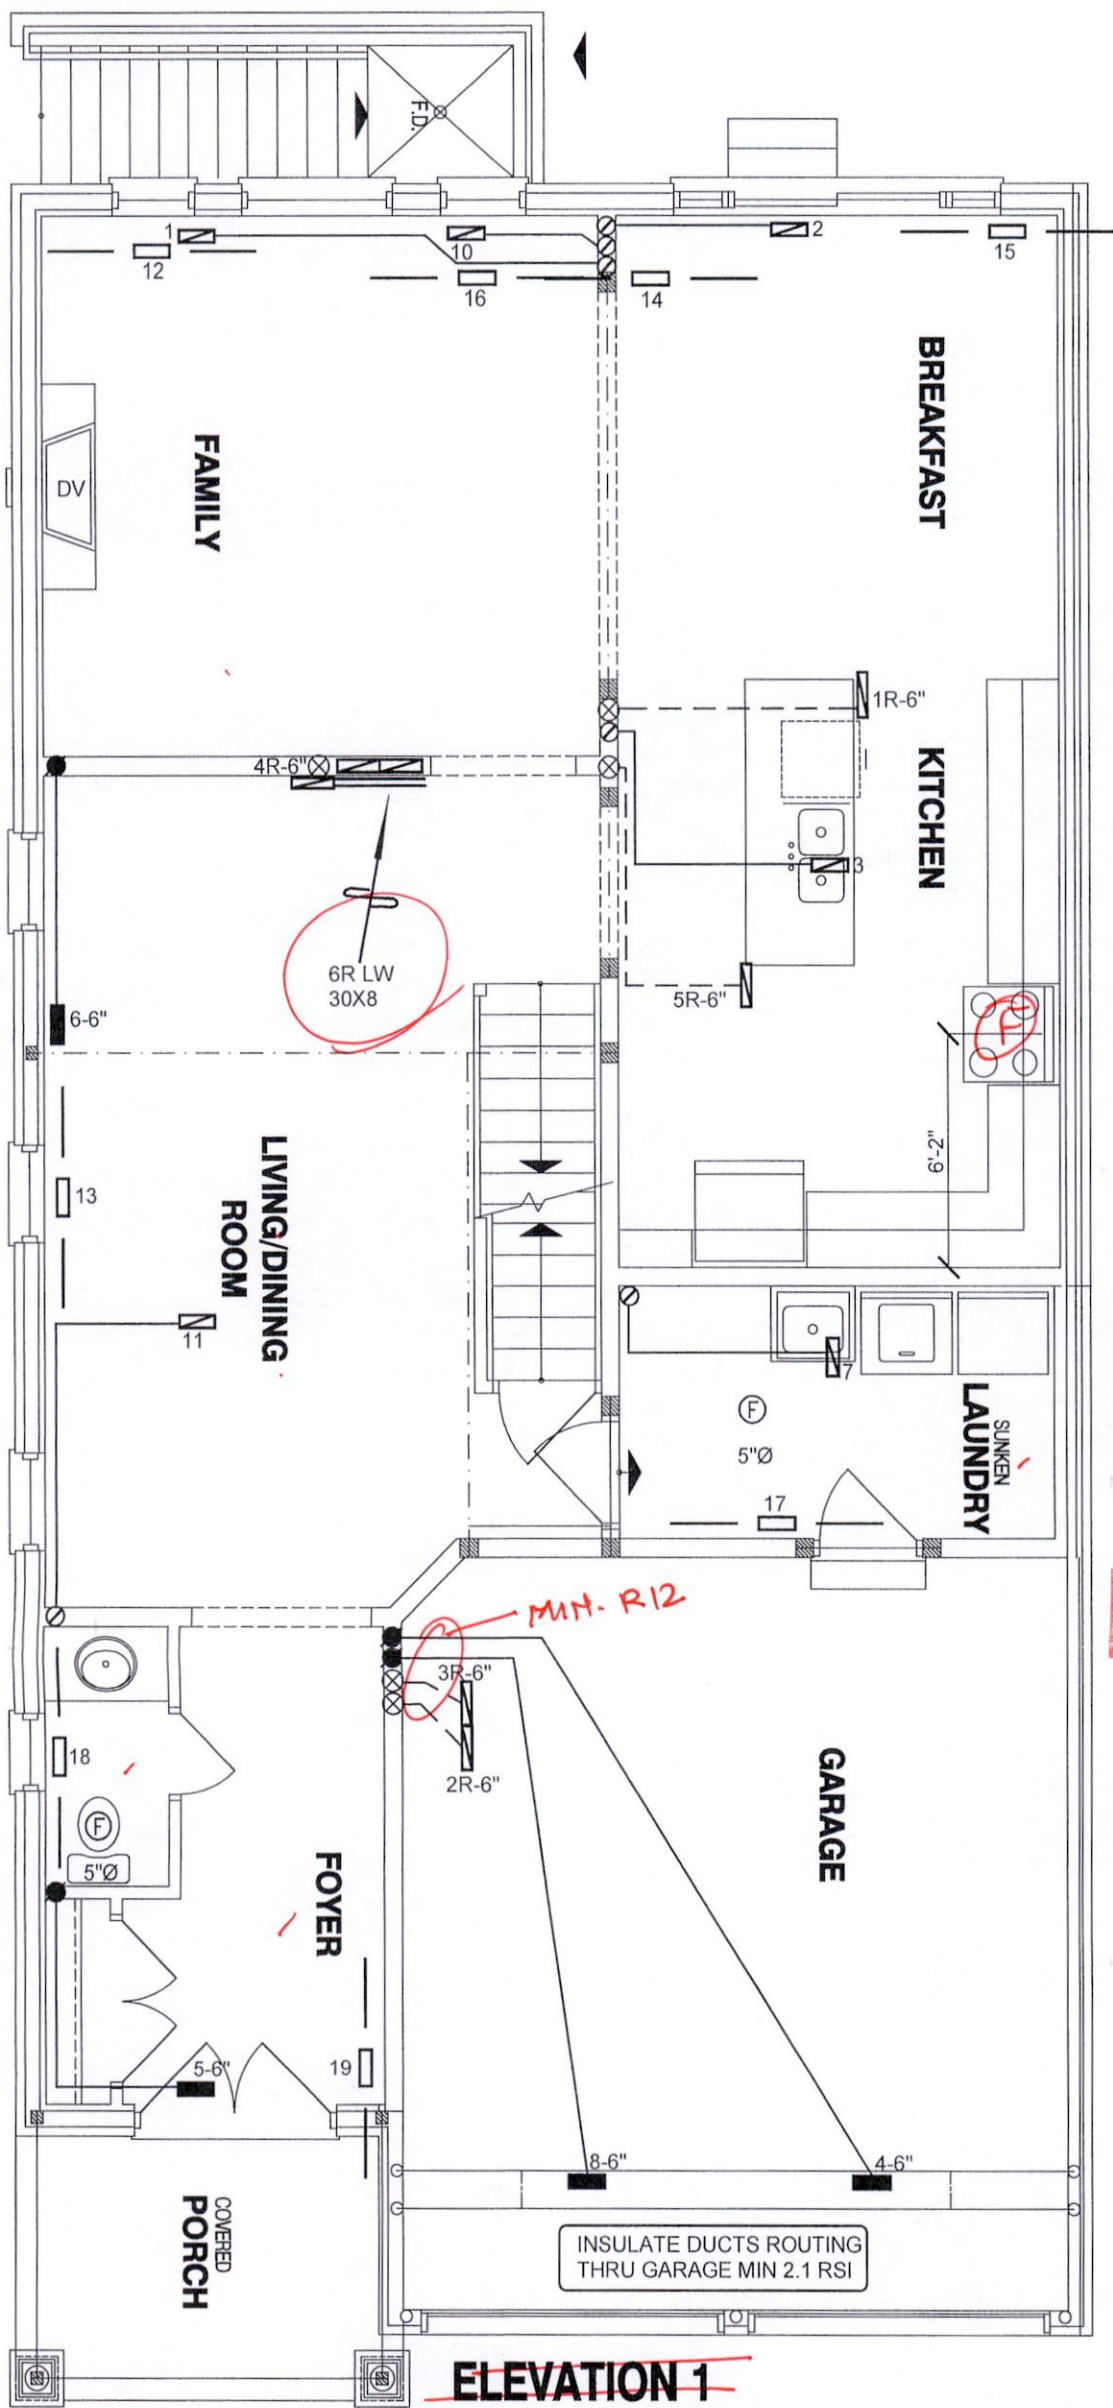 F.D.
1
12
10
16
14
2
15
BREAKFAST
FAMILY
DV
1R-6"
KITCHEN
4R-6"
3
6R LW
30X8
5R-6"
F
6-6"
6'-2"
13
LIVING/DINING
ROOM
11
7
F
5"Ø
SUNKEN
LAUNDRY
17
MIN. R12
3R-6"
2R-6"
18
F
5"Ø
FOYER
GARAGE
5-6"
19
8-6"
4-6"
COVERED
PORCH
INSULATE DUCTS ROUTING
THRU GARAGE MIN 2.1 RSI
ELEVATION 1